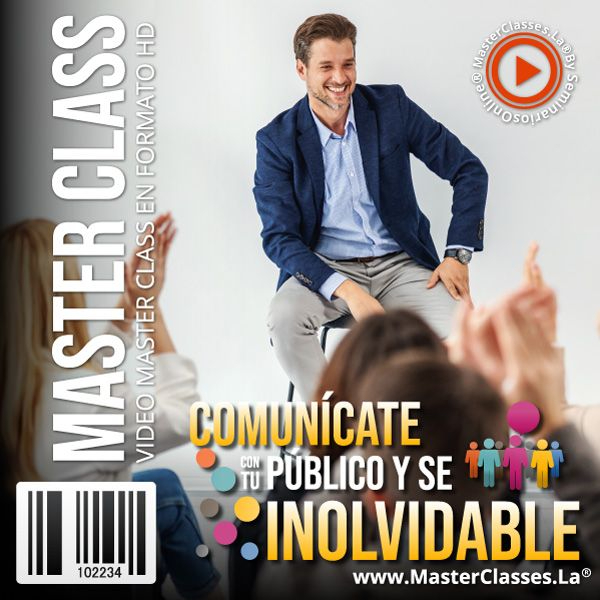 MASTER CLASS
VIDEO MASTER CLASS EN FORMATO HD
MasterClasses.La® By SeminariosOnline®
COMUNÍCATE
CON TU PÚBLICO Y SE
INOLVIDABLE
102234
www.MasterClasses.La®